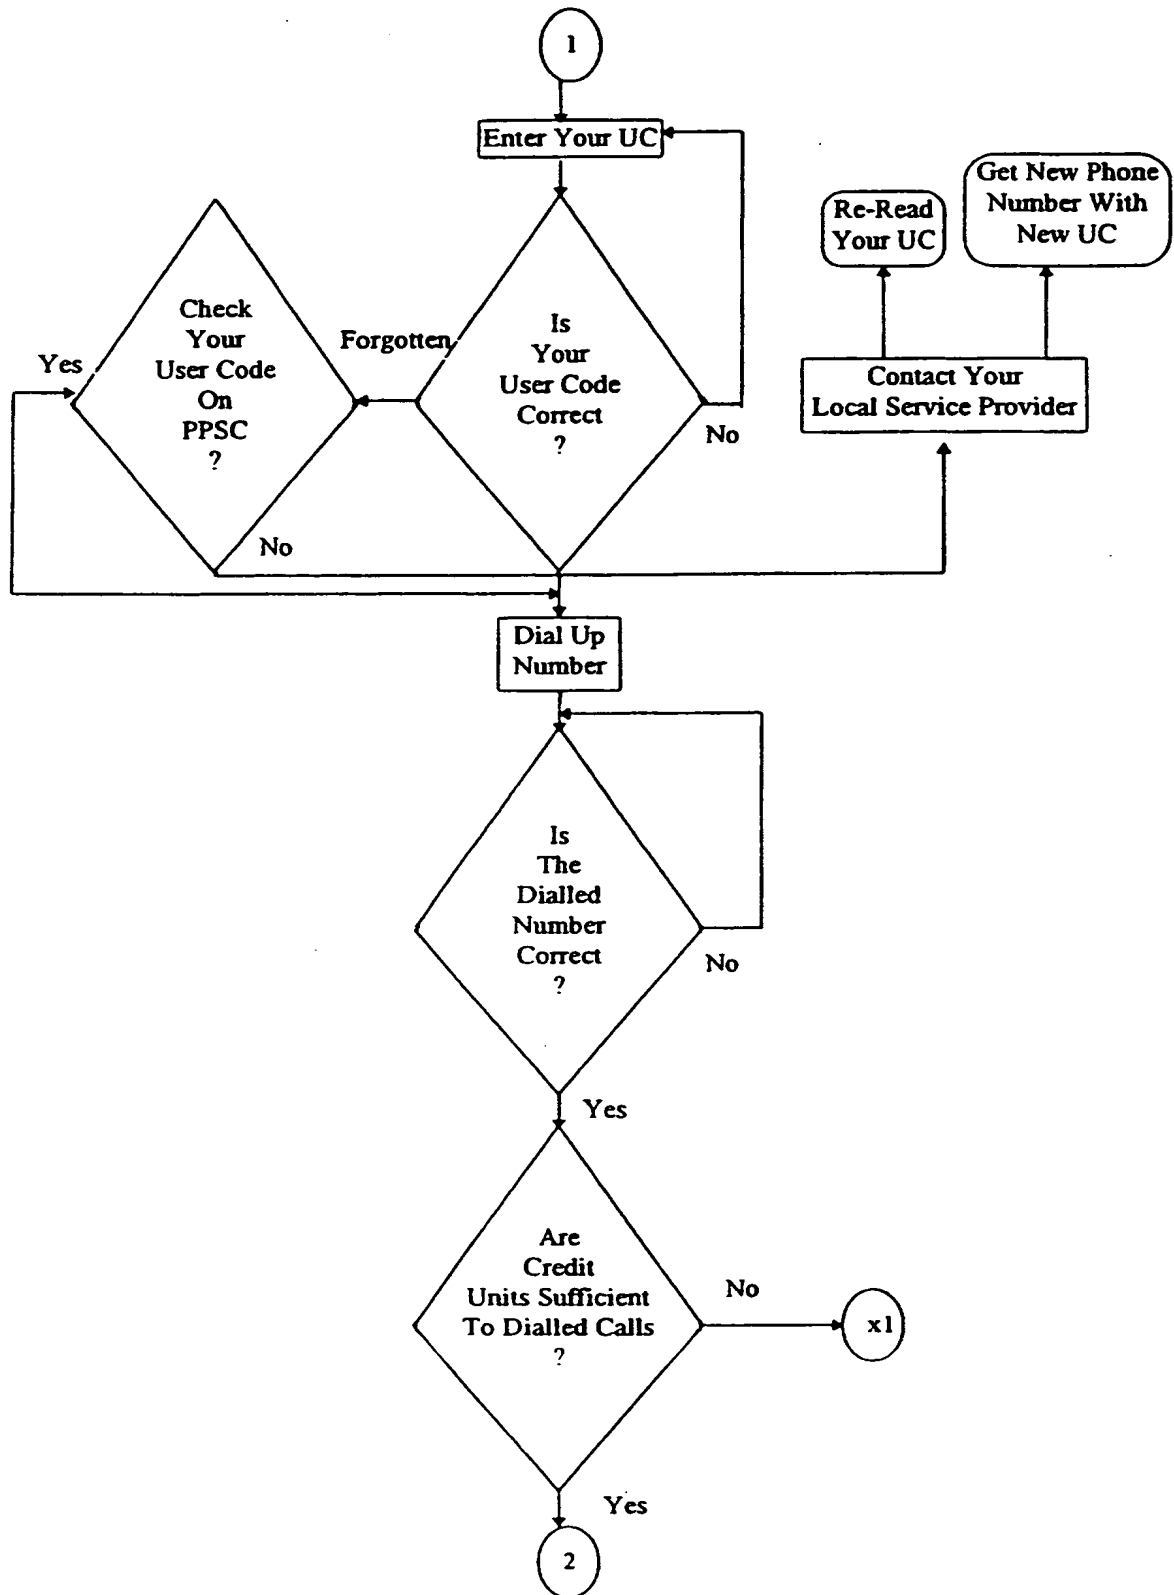 1
Enter Your UC
Get New Phone
Number With
New UC
Re-Read
Your UC
Check
Your
User Code
On
PPSC
?
Yes
Forgotten
Is
Your
User Code
Correct
?
No
Contact Your
Local Service Provider
No
Dial Up
Number
Is
The
Dialled
Number
Correct
?
No
Yes
Are
Credit
Units Sufficient
To Dialled Calls
?
No
x1
Yes
2